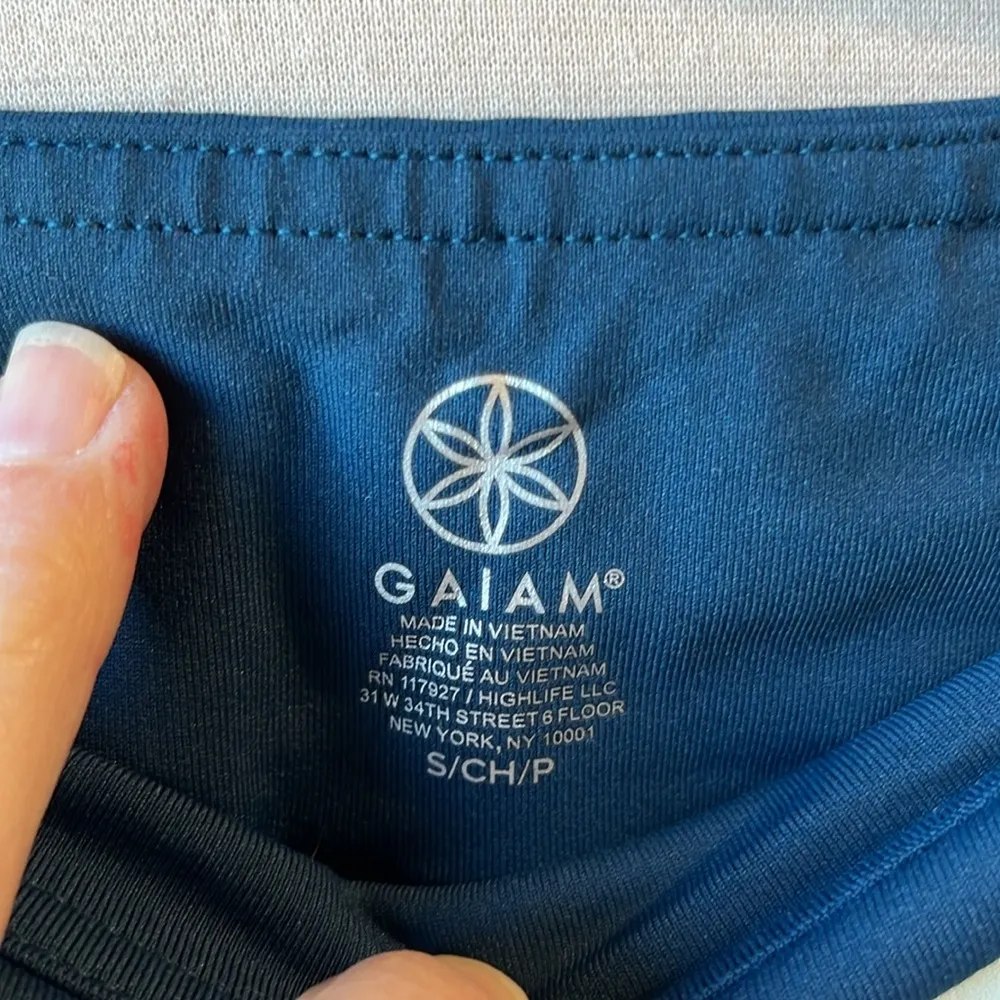 GAIAM®
MADE IN VIETNAM
HECHO EN VIETNAM
FABRIQUÉ AU VIETNAM
RN 117927 / HIGHLIFE LLC
31 W 34TH STREET 6 FLOOR
NEW YORK, NY 10001
S/CH/P